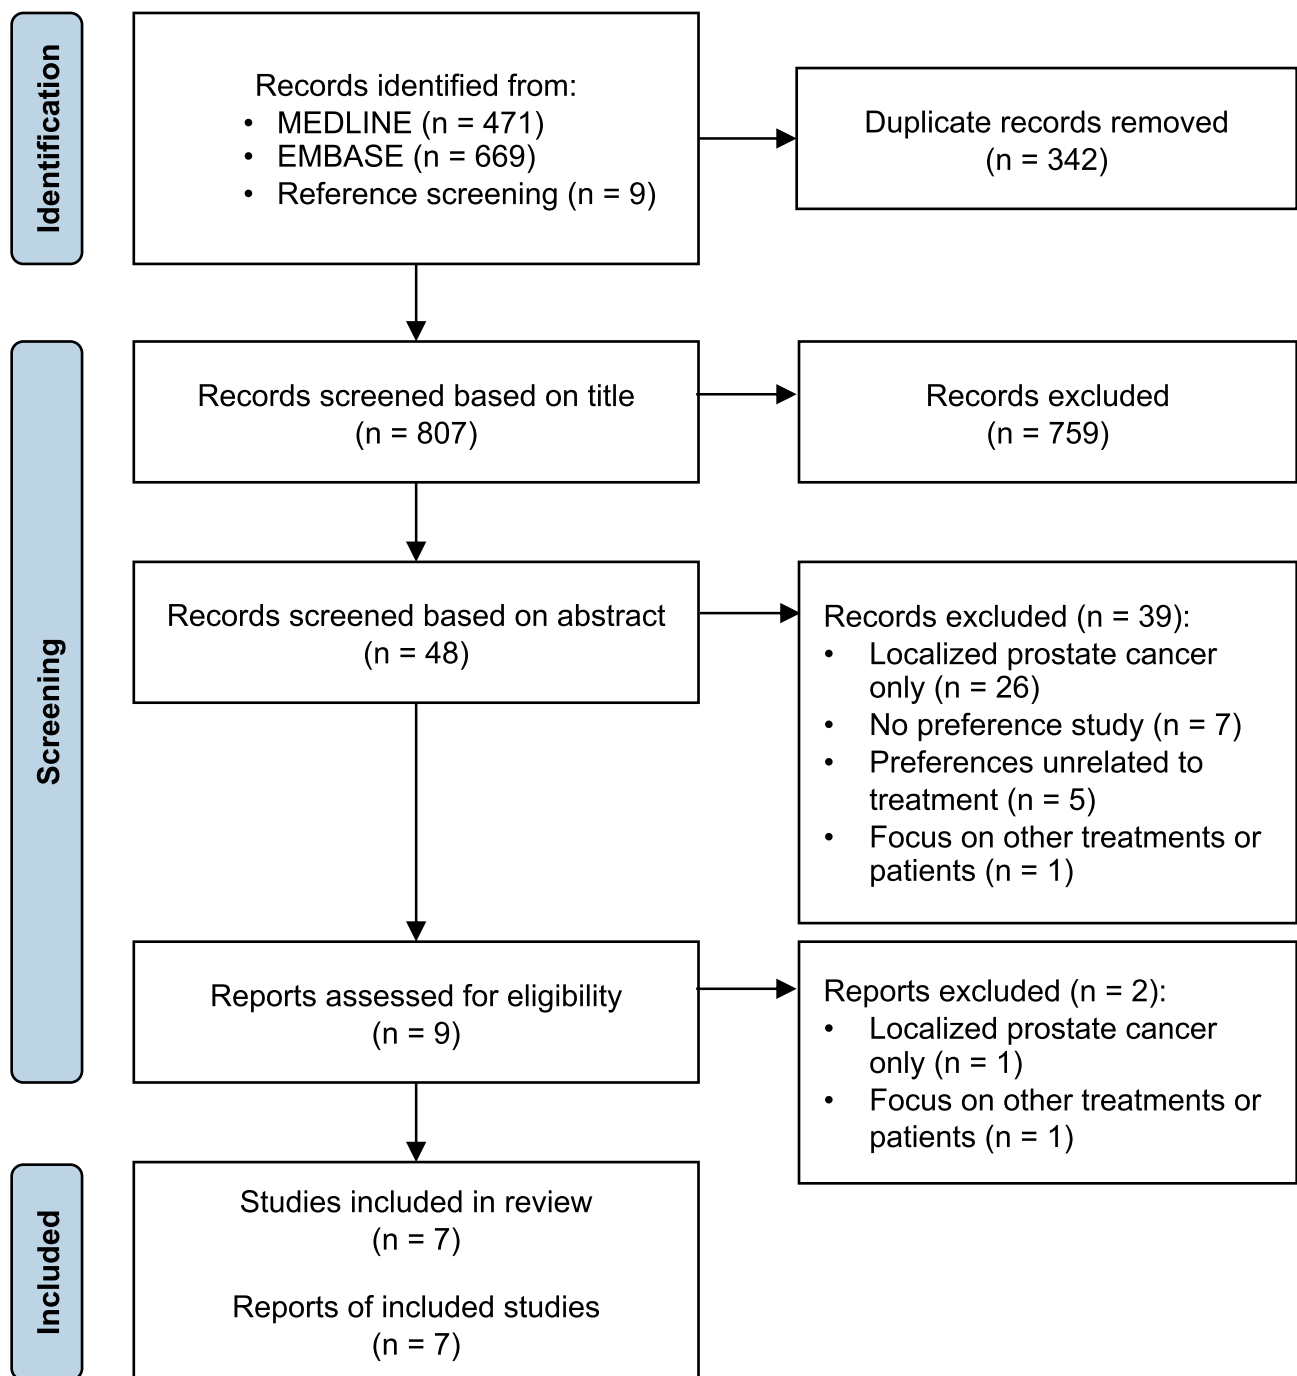 Identification
Records identified from:
• MEDLINE (n = 471)
• EMBASE (n = 669)
• Reference screening (n = 9)
Duplicate records removed
(n = 342)
Screening
Records screened based on title
(n = 807)
Records excluded
(n = 759)
Records screened based on abstract
(n = 48)
Records excluded (n = 39):
• Localized prostate cancer
only (n = 26)
• No preference study (n = 7)
• Preferences unrelated to
treatment (n = 5)
• Focus on other treatments or
patients (n = 1)
Reports assessed for eligibility
(n = 9)
Reports excluded (n = 2):
• Localized prostate cancer
only (n = 1)
• Focus on other treatments or
patients (n = 1)
Included
Studies included in review
(n = 7)
Reports of included studies
(n = 7)